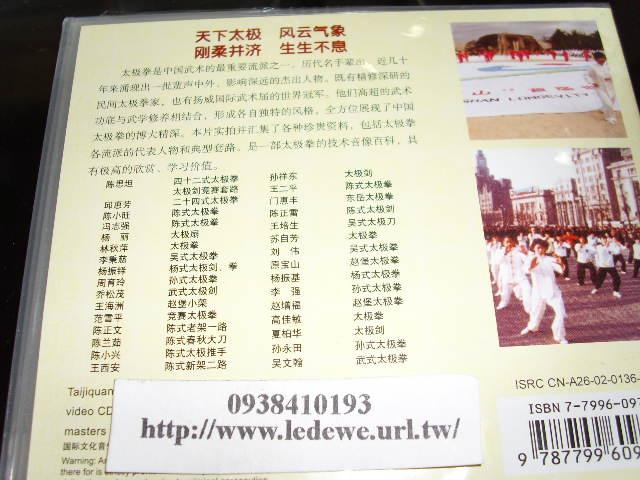 天下太极 风云气象
刚柔并济 生生不息
太极拳是中国武术的最重要流派之一，历代名手辈出，近几十
年来涌现出一批蜚声中外、影响深远的杰出人物。既有精修深研的
民间太极拳家，也有扬威国际武术届的世界冠军。他们高超的武术
功底与武学修养相结合，形成各自独特的风格，全方位展现了中国
太极拳的博大精深。本片实拍并汇集了各种珍贵资料，包括太极拳
各流派的代表人物和典型套路，是一部太极拳的技术音像百科，具
有极高的欣赏、学习价值。
陈思坦 四十二式太极拳 孙祥东 太极剑
太极剑竞赛套路 王二平 陈式太极拳
邱慧芳 二十四式太极拳 门惠丰 东岳太极拳
陈小旺 陈式太极拳 陈正雷 陈式太极剑
冯志强 陈式太极拳 王培生 吴式太极刀
杨丽 太极扇 苏自芳 太极拳
林秋萍 太极拳 刘伟 吴式太极拳
李秉慈 吴式太极拳 原宝山 赵堡太极拳
杨振铎 杨式太极剑、拳 杨振基 杨式太极拳
周育玲 孙式太极拳 李强 孙式太极拳
乔松茂 武式太极剑 赵增福 赵堡太极拳
王海洲 赵堡小架 高佳敏 太极拳
范雪平 竞赛太极拳 夏柏华 太极剑
陈正文 陈式老架一路 孙永田 孙式太极拳
陈兰茹 陈式春秋大刀 吴文翰 武式太极拳
陈小兴 陈式太极推手
王西安 陈式新架二路
Taijiquan
video CD
masters
国际文化音像
Warning: An
there for is
0938410193
http://www.ledewe.url.tw/
ISRC CN-A26-02-0136-
ISBN 7-7996-097
9 787799 609